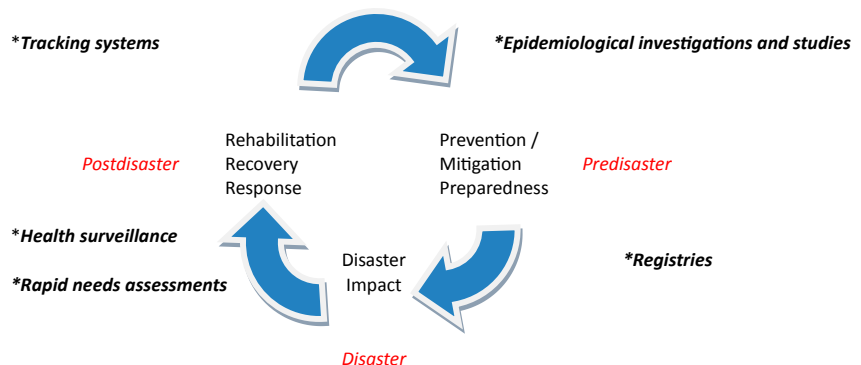 *Tracking systems
*Epidemiological investigations and studies
Rehabilitation
Recovery
Response
Postdisaster
Prevention /
Mitigation
Preparedness
Predisaster
*Health surveillance
*Rapid needs assessments
Disaster
Impact
*Registries
Disaster